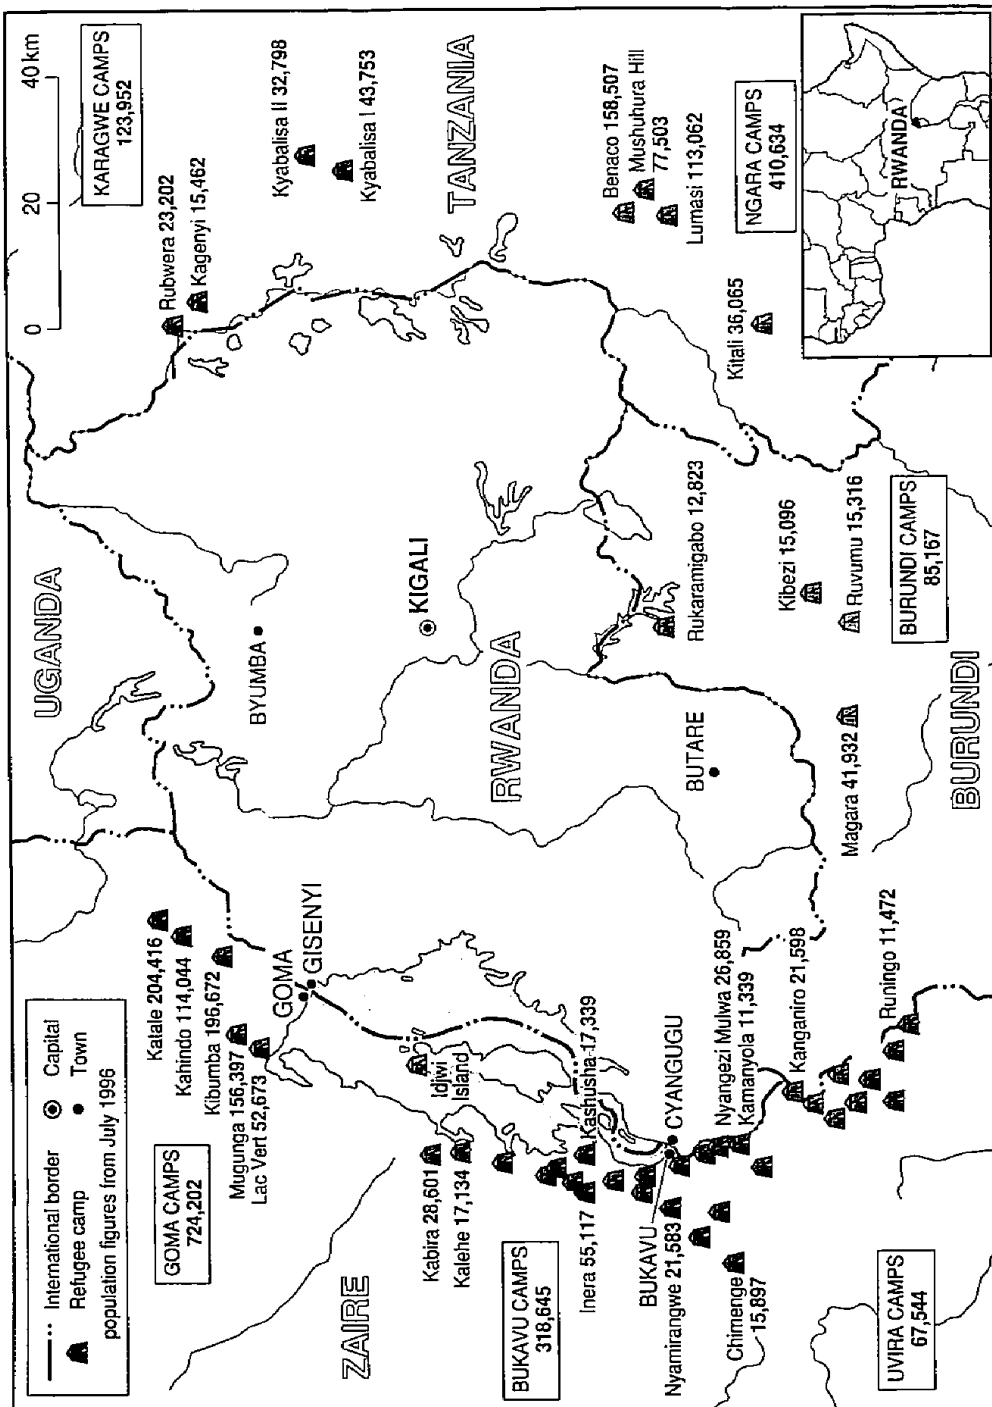 International border
Capital
Refugee camp
Town
population figures from July 1996
0
20
40 km
UGANDA
KARAGWE CAMPS
123,952
Rubwera 23,202
Kagenyi 15,462
Kyabalisa II 32,798
Kyabalisa I 43,753
TANZANIA
Benaco 158,507
Mushuhura Hill
77,503
Lumasi 113,062
NGARA CAMPS
410,634
Kitali 36,065
RWANDA
GOMA CAMPS
724,202
Katale 204,416
Kahindo 114,044
Kibumba 196,672
Mugunga 156,397
Lac Vert 52,673
GOMA
GISENYI
BYUMBA
KIGALI
RWANDA
BUTARE
ZAIRE
Idjwi
Island
Kabira 28,601
Kalehe 17,134
BUKAVU CAMPS
318,645
Inera 55,117
Kashusha 17,339
BUKAVU
CYANGUGU
Nyamirangwe 21,583
Nyangezi Mulwa 26,859
Kamanyola 11,339
Chimenge
15,897
Kanganiro 21,598
Runingo 11,472
UVIRA CAMPS
67,544
Rukaramigabo 12,823
Kibezi 15,096
Ruvumu 15,316
Magara 41,932
BURUNDI CAMPS
85,167
BURUNDI